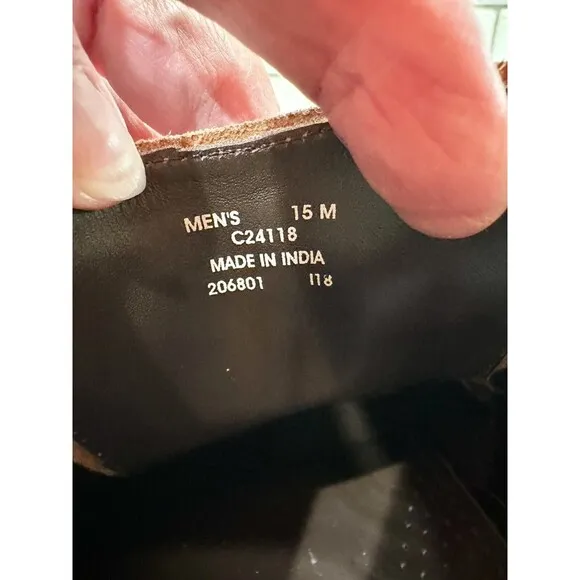 MEN'S 15 M
C24118
MADE IN INDIA
206801 I18